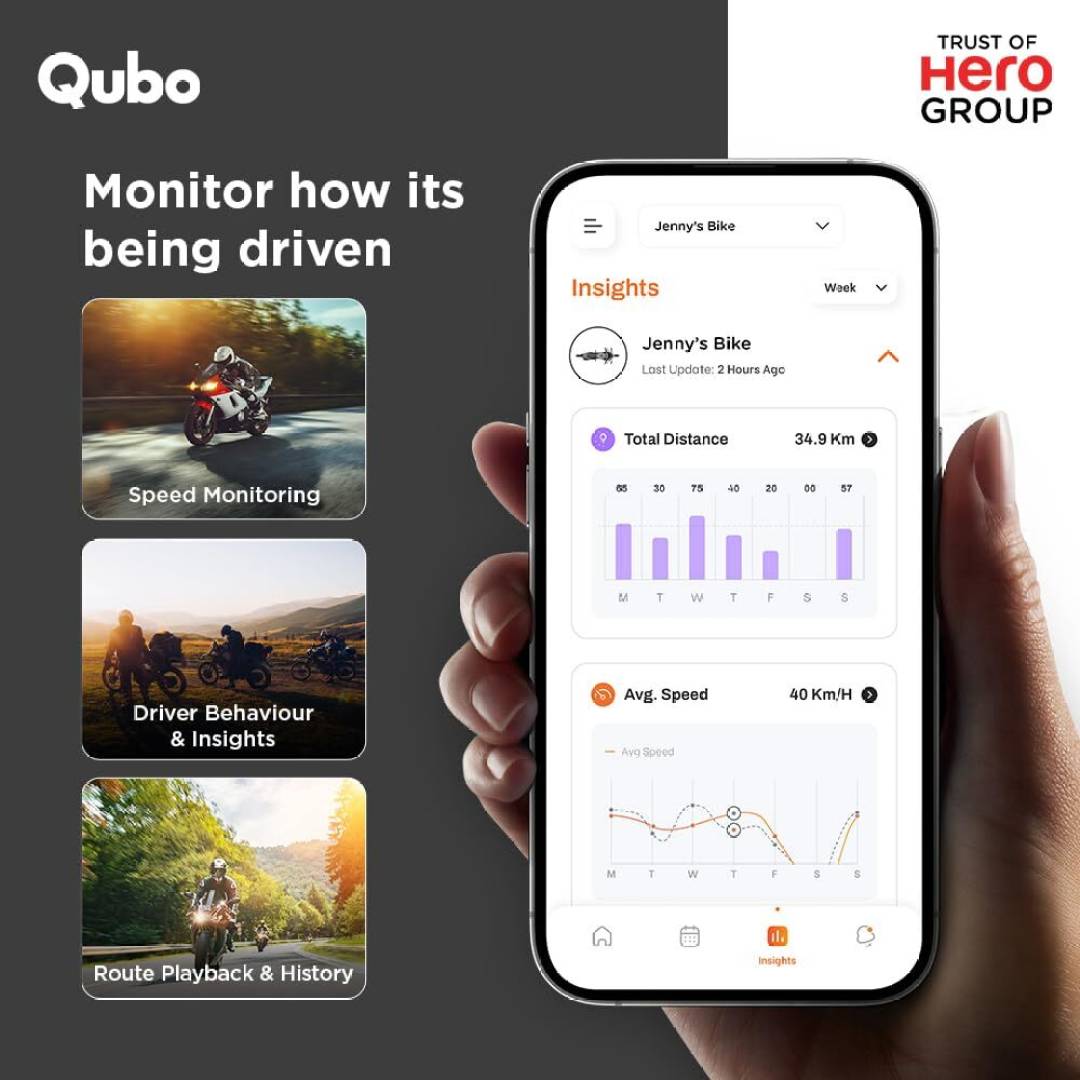 Qubo
TRUST OF
Hero
GROUP
Monitor how its
being driven
Speed Monitoring
Driver Behaviour
& Insights
Route Playback & History
Jenny's Bike
Insights
Week
Jenny's Bike
Last Update: 2 Hours Ago
Total Distance 34.9 Km
65 30 75 40 20 00 57
M T W T F S S
Avg. Speed 40 Km/H
Avg Speed
M T W T F S S
Insights